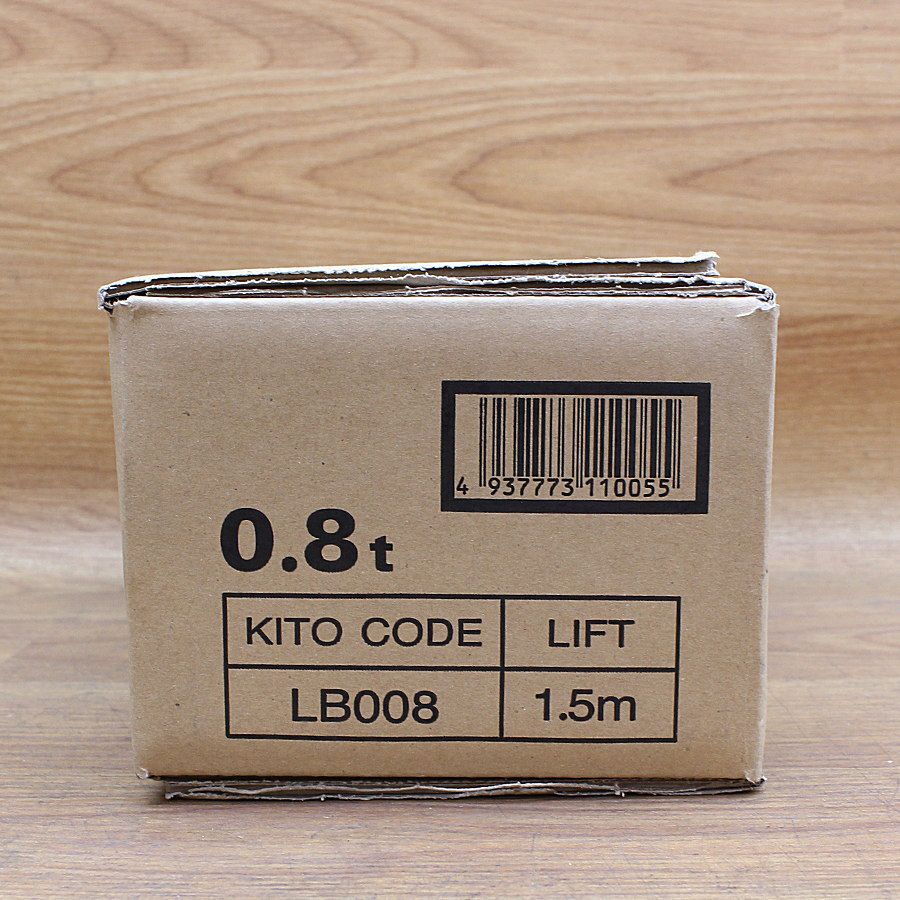 4 937773 110055
0.8t
KITO CODE LIFT
LB008 1.5m